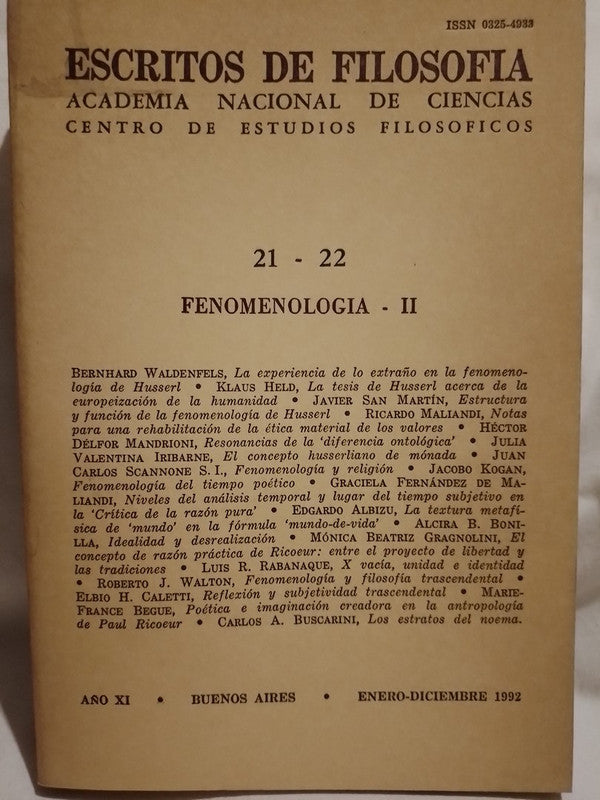 ISSN 0325-4933
ESCRITOS DE FILOSOFIA
ACADEMIA NACIONAL DE CIENCIAS
CENTRO DE ESTUDIOS FILOSOFICOS
21 - 22
FENOMENOLOGIA - II
BERNHARD WALDENFELS, La experiencia de lo extraño en la fenomeno-
logía de Husserl • KLAUS HELD, La tesis de Husserl acerca de la
europeización de la humanidad • JAVIER SAN MARTÍN, Estructura
y función de la fenomenología de Husserl • RICARDO MALIANDI, Notas
para una rehabilitación de la ética material de los valores • HÉCTOR
DÉLFOR MANDRIONI, Resonancias de la 'diferencia ontológica' • JULIA
VALENTINA IRIBARNE, El concepto husserliano de mónada • JUAN
CARLOS SCANNONE S. I., Fenomenología y religión • JACOBO KOGAN,
Fenomenología del tiempo poético • GRACIELA FERNÁNDEZ DE MA-
LIANDI, Niveles del análisis temporal y lugar del tiempo subjetivo en
la 'Crítica de la razón pura' • EDGARDO ALBIZU, La textura metafí-
sica de 'mundo' en la fórmula 'mundo-de-vida' • ALCIRA B. BONI-
LLA, Idealidad y desrealización • MÓNICA BEATRIZ GRAGNOLINI, El
concepto de razón práctica de Ricoeur: entre el proyecto de libertad y
las tradiciones • LUIS R. RABANAQUE, X vacía, unidad e identidad
• ROBERTO J. WALTON, Fenomenología y filosofía trascendental •
ELBIO H. CALETTI, Reflexión y subjetividad trascendental • MARIE-
FRANCE BEGUE, Poética e imaginación creadora en la antropología
de Paul Ricoeur • CARLOS A. BUSCARINI, Los estratos del noema.
AÑO XI • BUENOS AIRES • ENERO-DICIEMBRE 1992